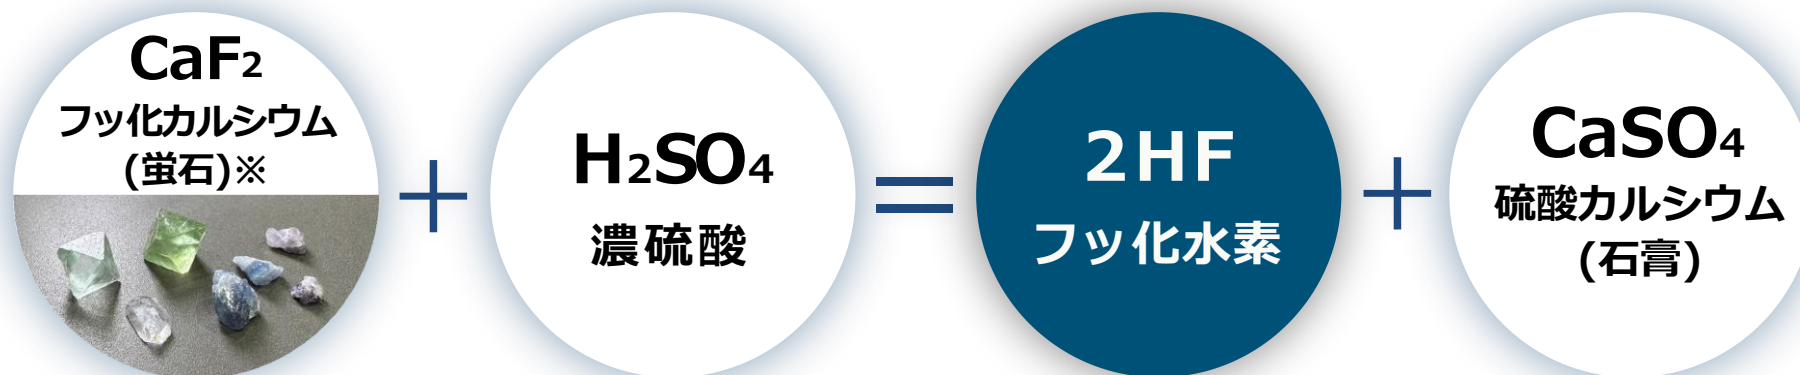 CaF₂
フッ化カルシウム
(蛍石)※
+
H₂SO₄
濃硫酸
=
2HF
フッ化水素
+
CaSO₄
硫酸カルシウム
(石膏)